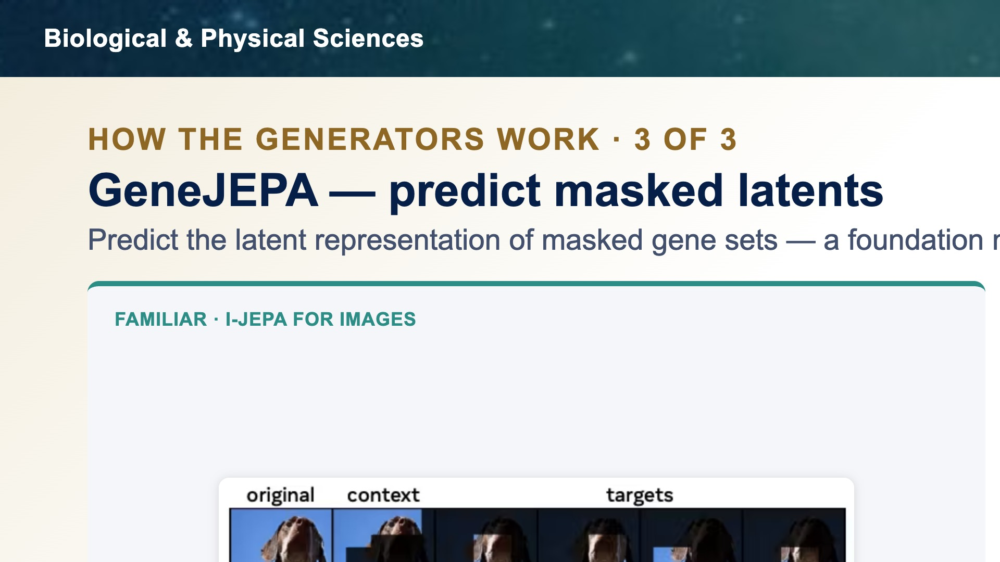 Biological & Physical Sciences
HOW THE GENERATORS WORK · 3 OF 3
GeneJEPA — predict masked latents
Predict the latent representation of masked gene sets — a foundation
FAMILIAR · I-JEPA FOR IMAGES
original context targets